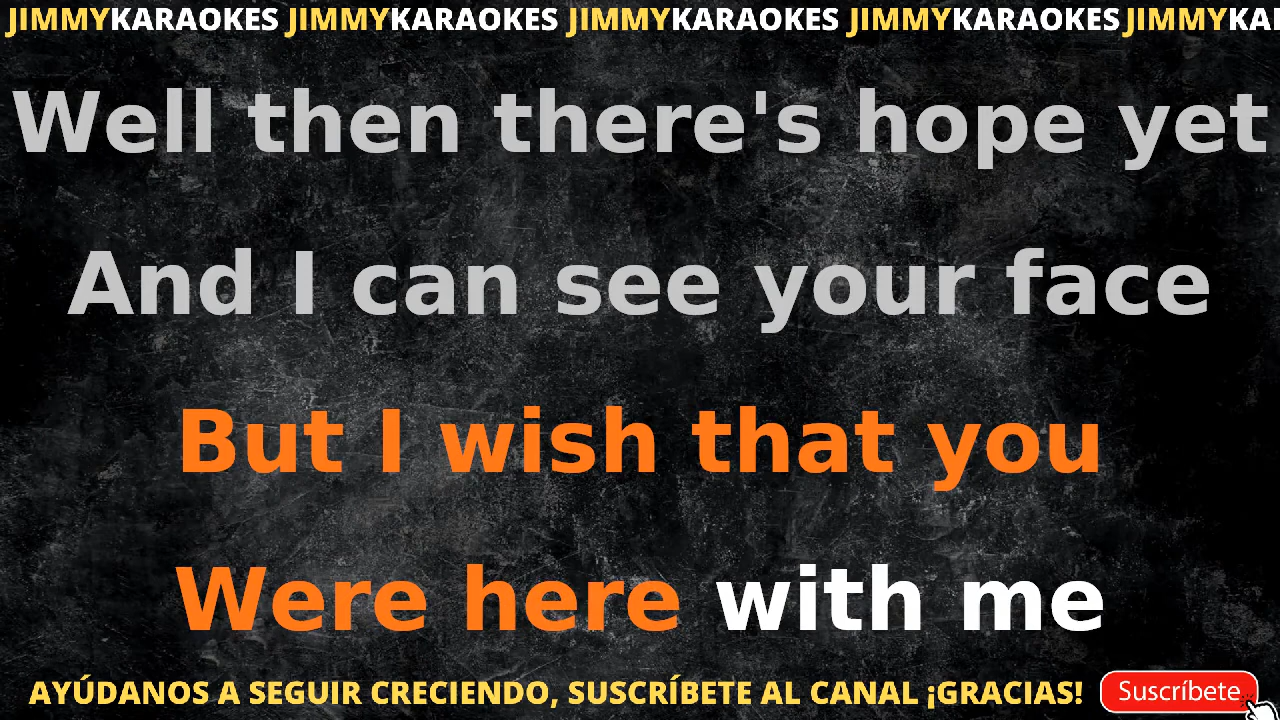 JIMMYKARAOKES JIMMYKARAOKES JIMMYKARAOKES JIMMYKARAOKES JIMMYKA
Well then there's hope yet
And I can see your face
But I wish that you
Were here with me
AYÚDANOS A SEGUIR CRECIENDO, SUSCRÍBETE AL CANAL ¡GRACIAS! Suscríbete